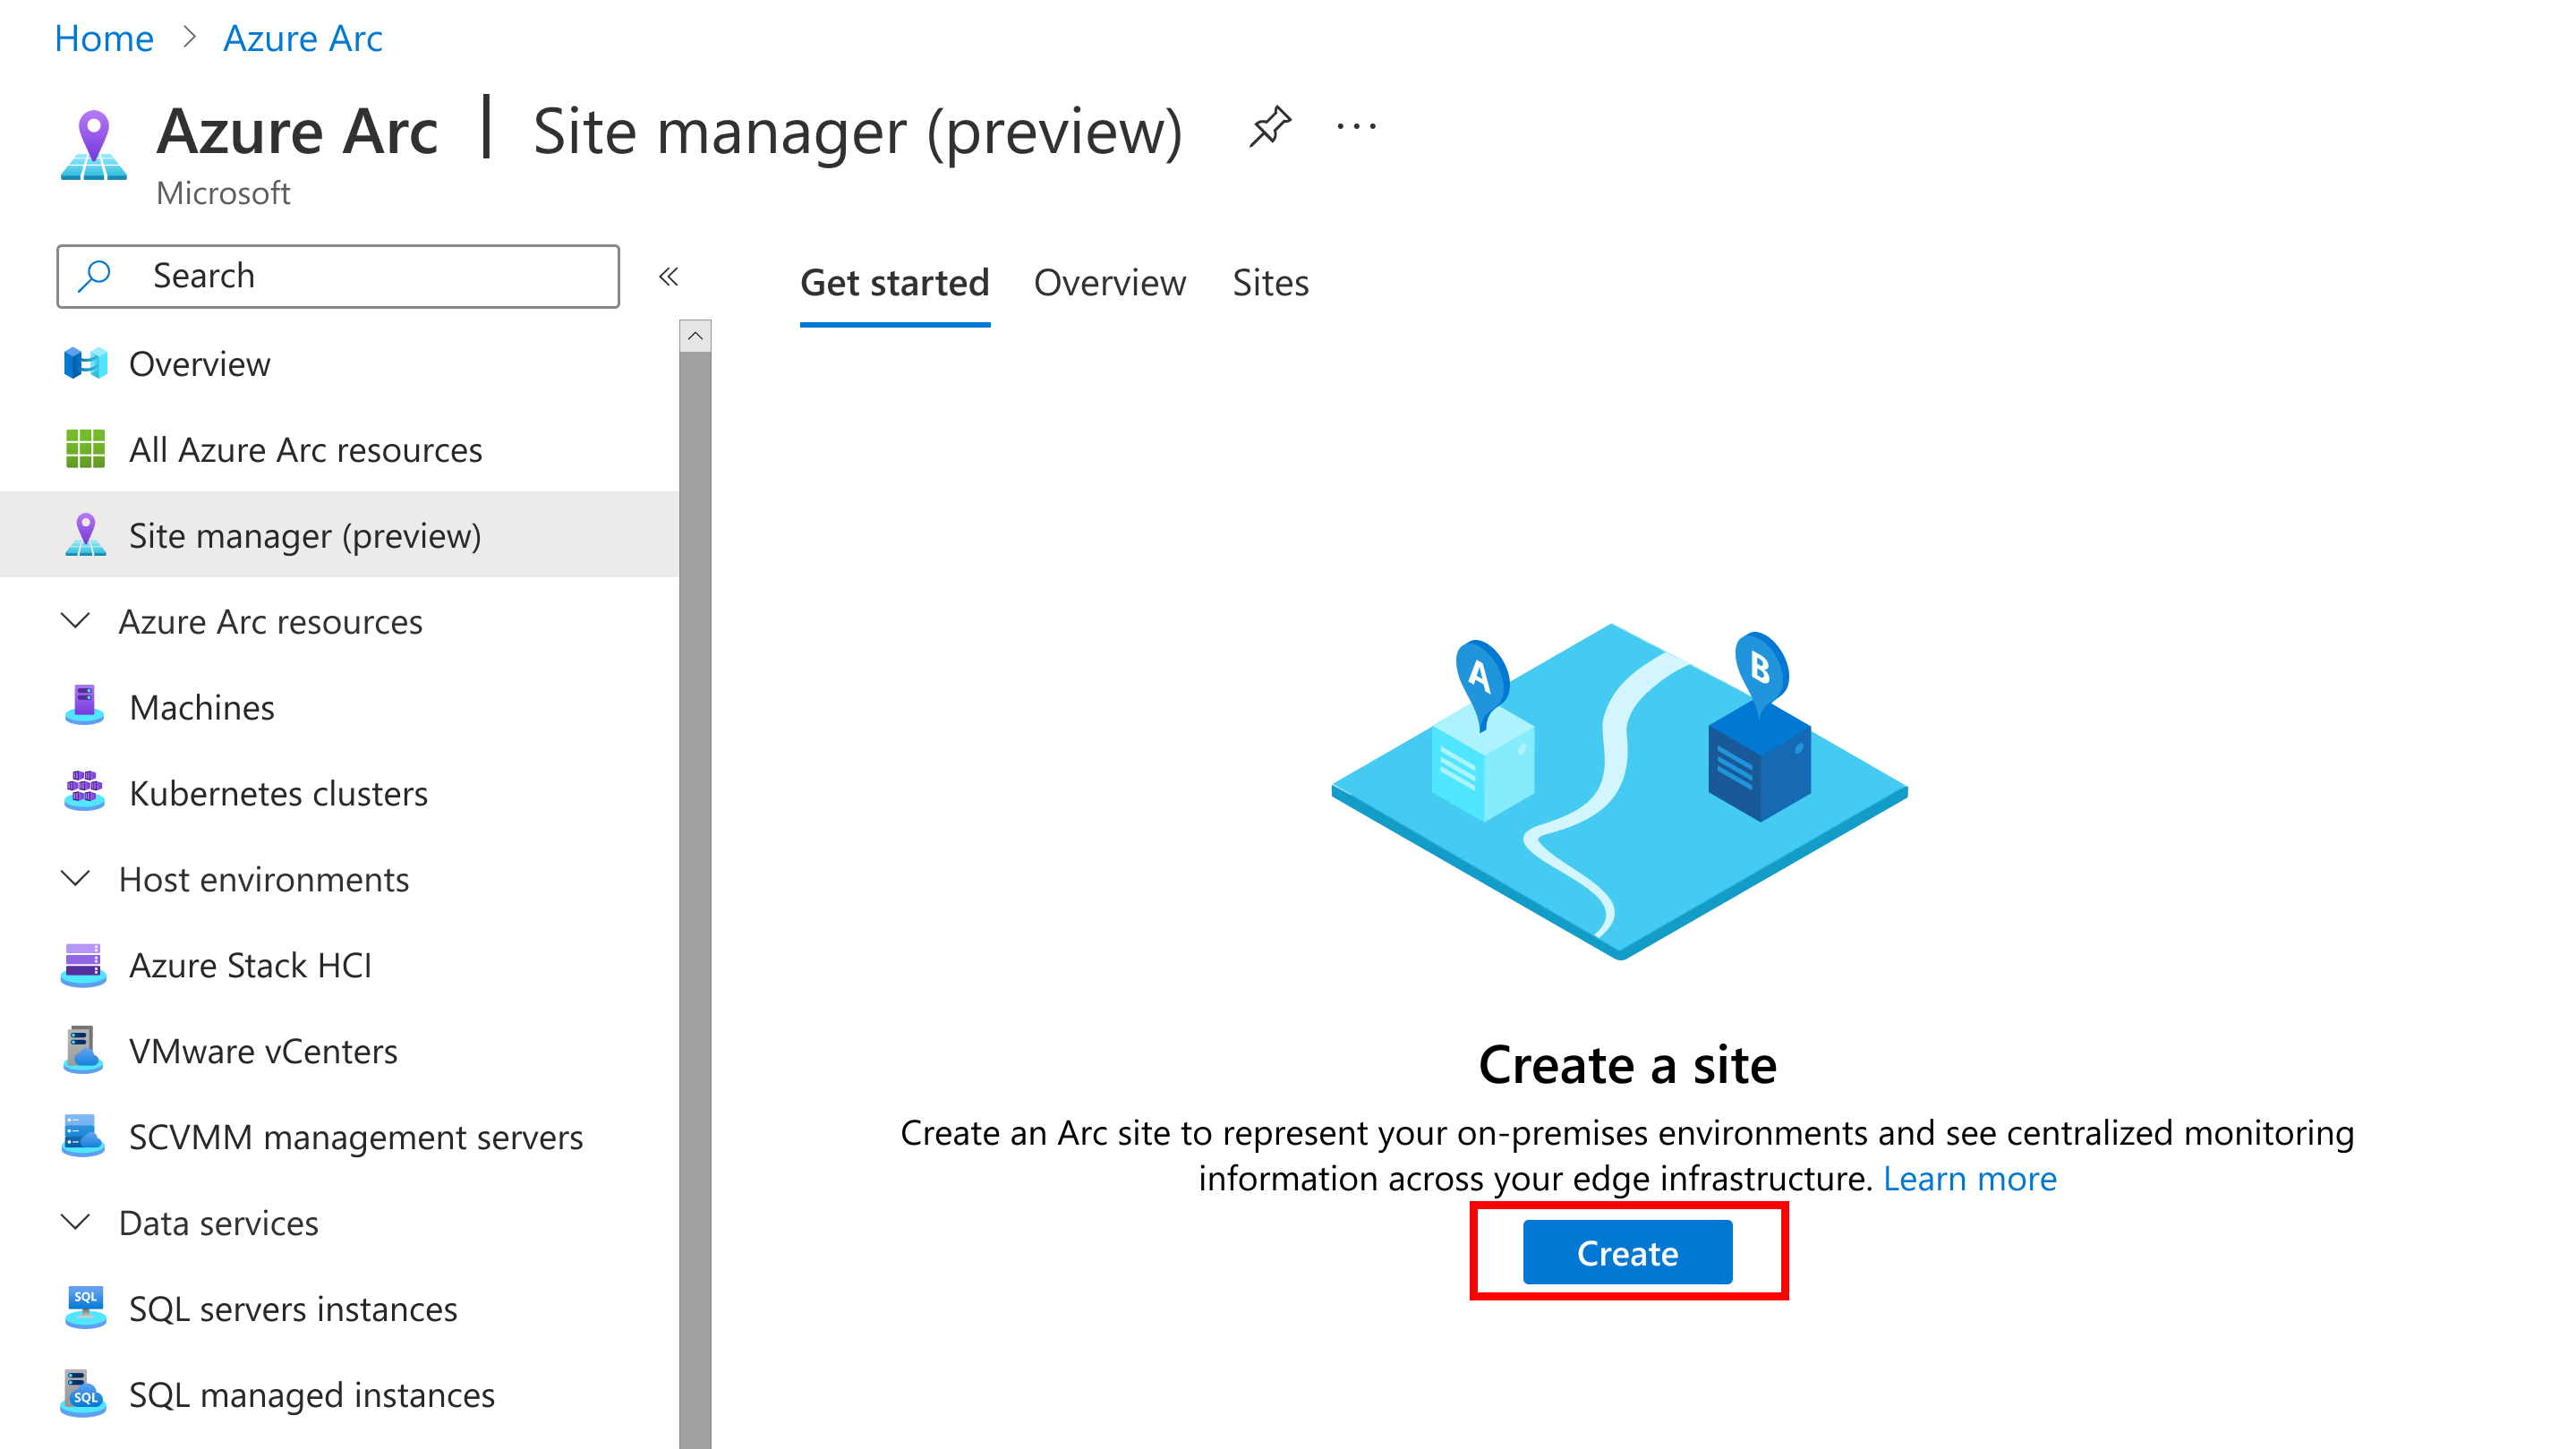 Home > Azure Arc
Azure Arc | Site manager (preview) ...
Microsoft
Search
«
Get started Overview Sites
Overview
All Azure Arc resources
Site manager (preview)
Azure Arc resources
Machines
Kubernetes clusters
Host environments
Azure Stack HCI
VMware vCenters
SCVMM management servers
Data services
SQL
SQL servers instances
SQL
SQL managed instances
A
B
Create a site
Create an Arc site to represent your on-premises environments and see centralized monitoring
information across your edge infrastructure. Learn more
Create